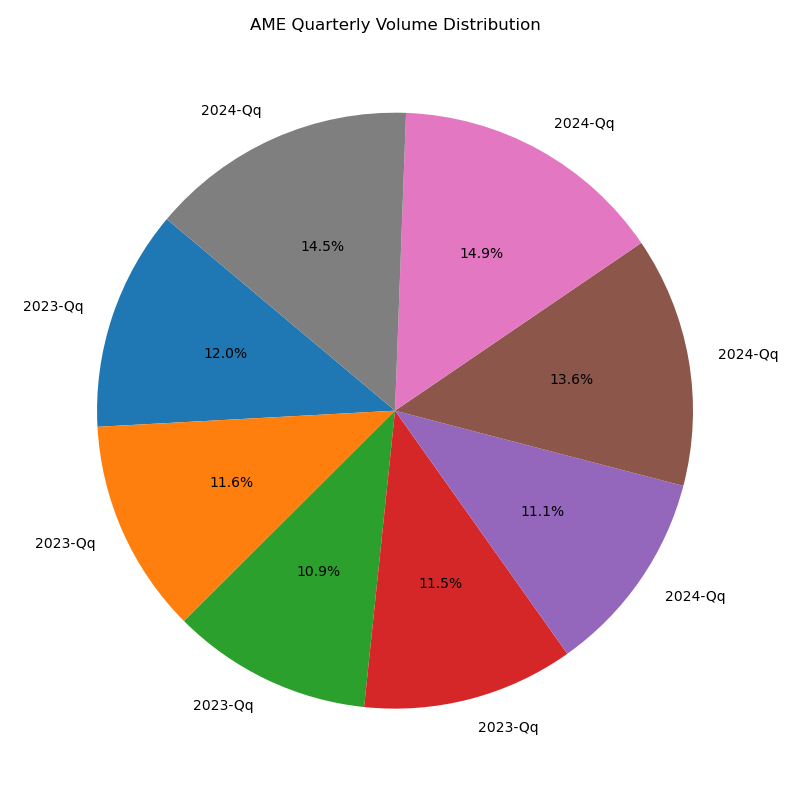 AME Quarterly Volume Distribution
2024-Qq
2024-Qq
14.5%
14.9%
2023-Qq
12.0%
2024-Qq
13.6%
11.6%
11.1%
2023-Qq
10.9%
11.5%
2024-Qq
2023-Qq
2023-Qq